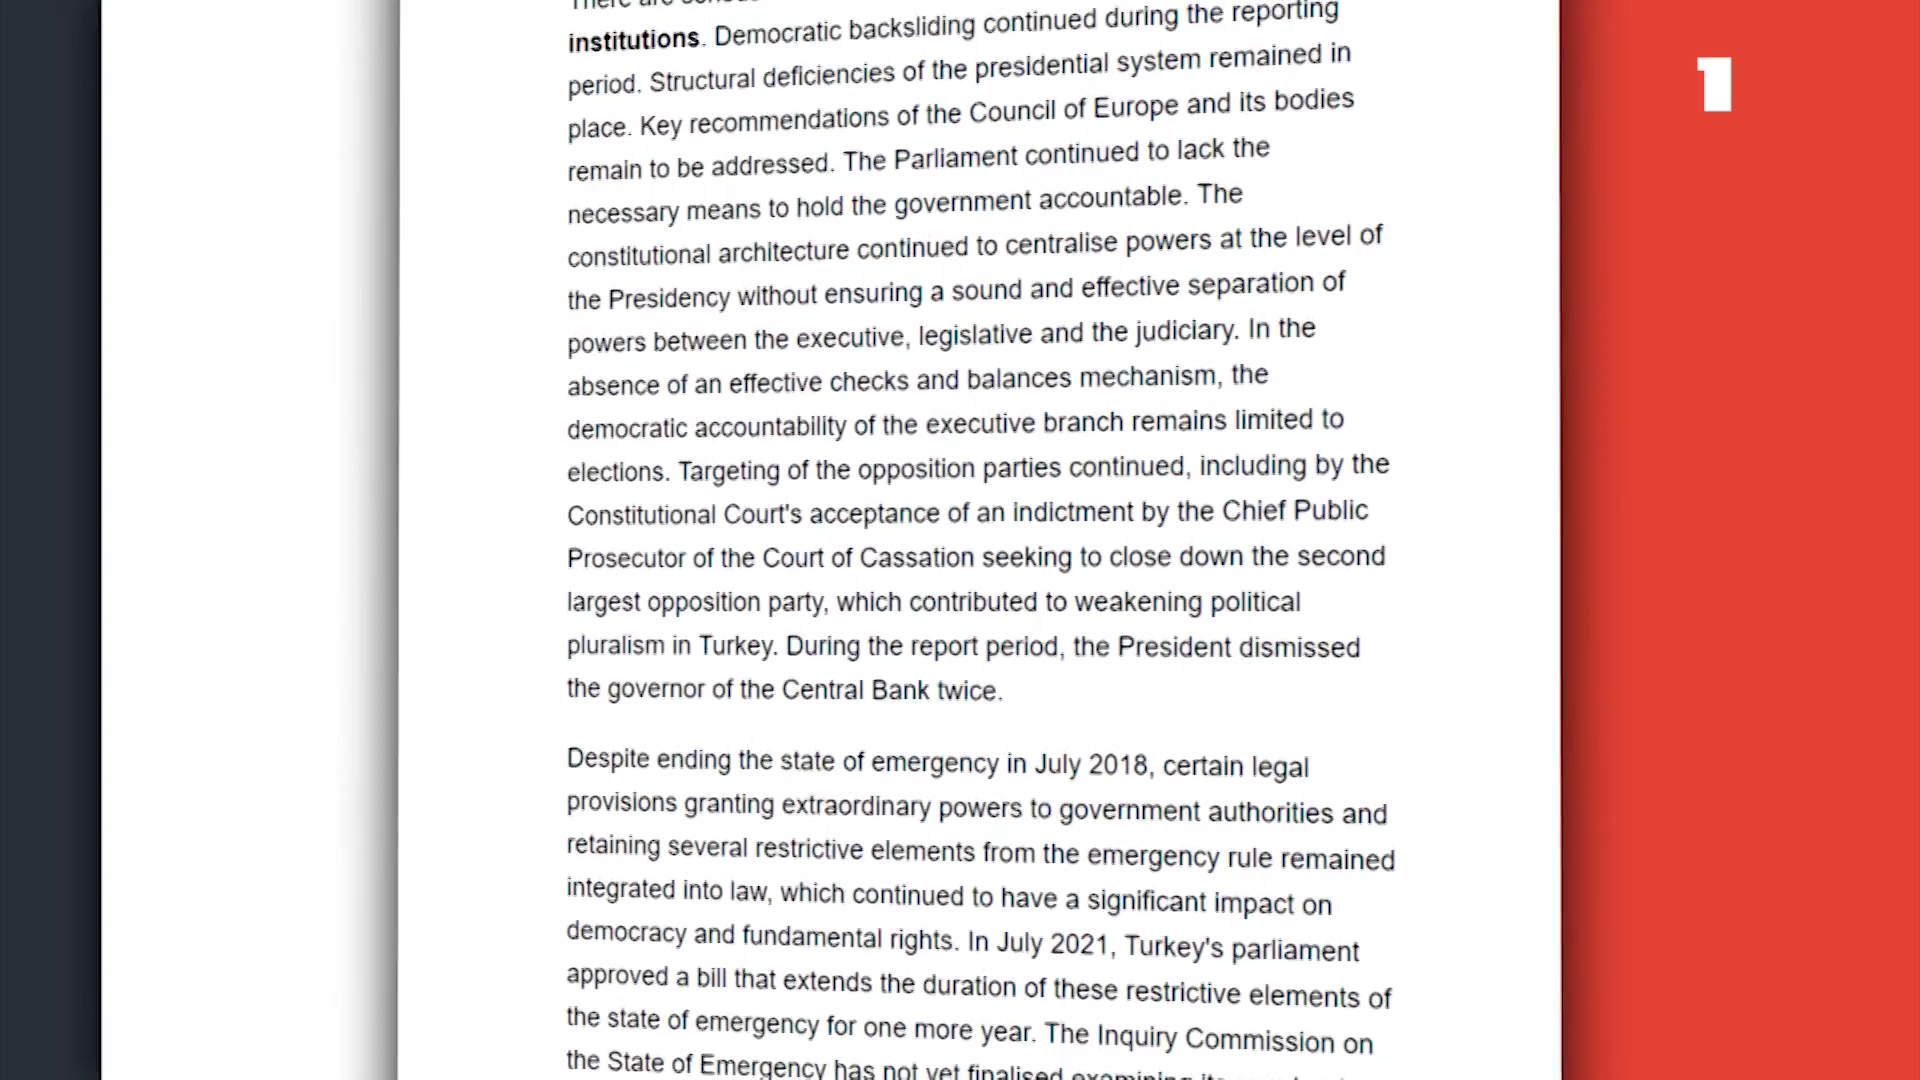 There are
institutions. Democratic backsliding continued during the reporting
period. Structural deficiencies of the presidential system remained in
place. Key recommendations of the Council of Europe and its bodies
remain to be addressed. The Parliament continued to lack the
necessary means to hold the government accountable. The
constitutional architecture continued to centralise powers at the level of
the Presidency without ensuring a sound and effective separation of
powers between the executive, legislative and the judiciary. In the
absence of an effective checks and balances mechanism, the
democratic accountability of the executive branch remains limited to
elections. Targeting of the opposition parties continued, including by the
Constitutional Court's acceptance of an indictment by the Chief Public
Prosecutor of the Court of Cassation seeking to close down the second
largest opposition party, which contributed to weakening political
pluralism in Turkey. During the report period, the President dismissed
the governor of the Central Bank twice.
Despite ending the state of emergency in July 2018, certain legal
provisions granting extraordinary powers to government authorities and
retaining several restrictive elements from the emergency rule remained
integrated into law, which continued to have a significant impact on
democracy and fundamental rights. In July 2021, Turkey's parliament
approved a bill that extends the duration of these restrictive elements of
the state of emergency for one more year. The Inquiry Commission on
the State of Emergency has not yet finalised examining its
1